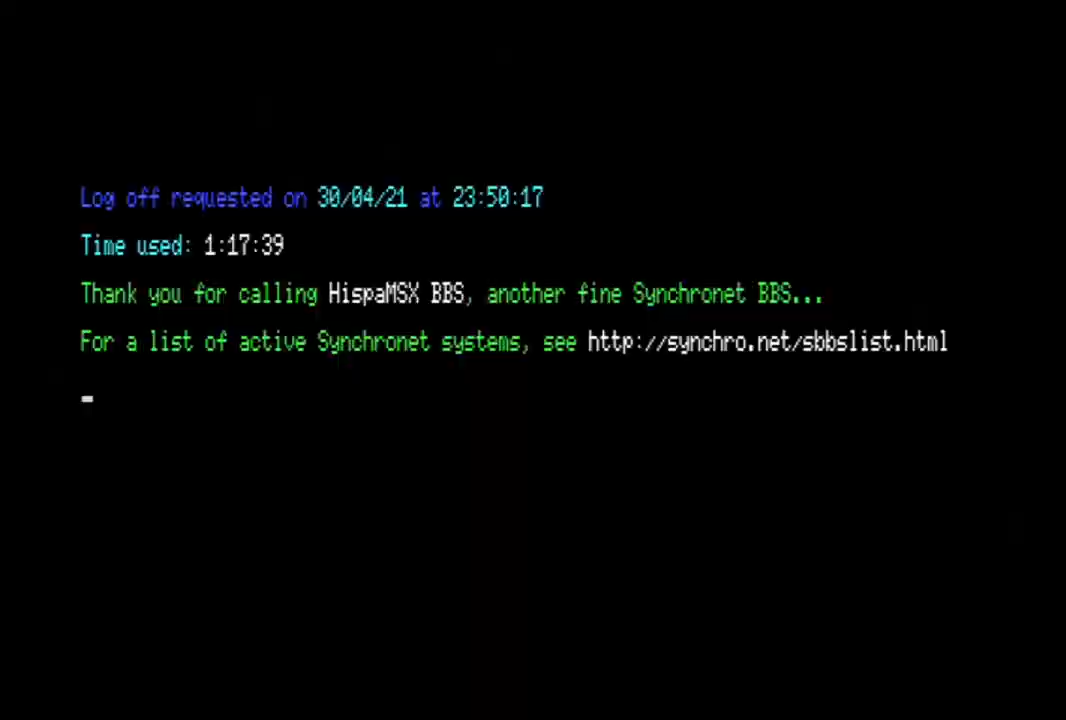 Log off requested on 30/04/21 at 23:50:17
Time used: 1:17:39
Thank you for calling HispaMSX BBS, another fine Synchronet BBS...
For a list of active Synchronet systems, see http://synchro.net/sbbslist.html